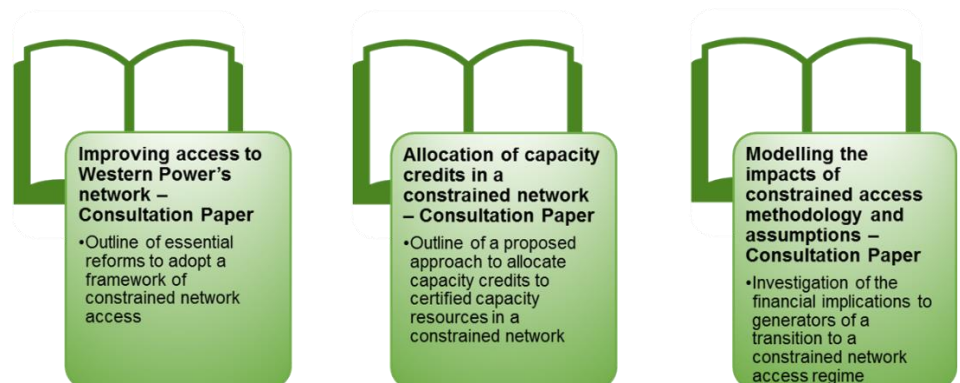 Improving access to
Western Power's
network –
Consultation Paper
•Outline of essential
reforms to adopt a
framework of
constrained network
access
Allocation of capacity
credits in a
constrained network
– Consultation Paper
•Outline of a proposed
approach to allocate
capacity credits to
certified capacity
resources in a
constrained network
Modelling the
impacts of
constrained access
methodology and
assumptions –
Consultation Paper
•Investigation of the
financial implications to
generators of a
transition to a
constrained network
access regime